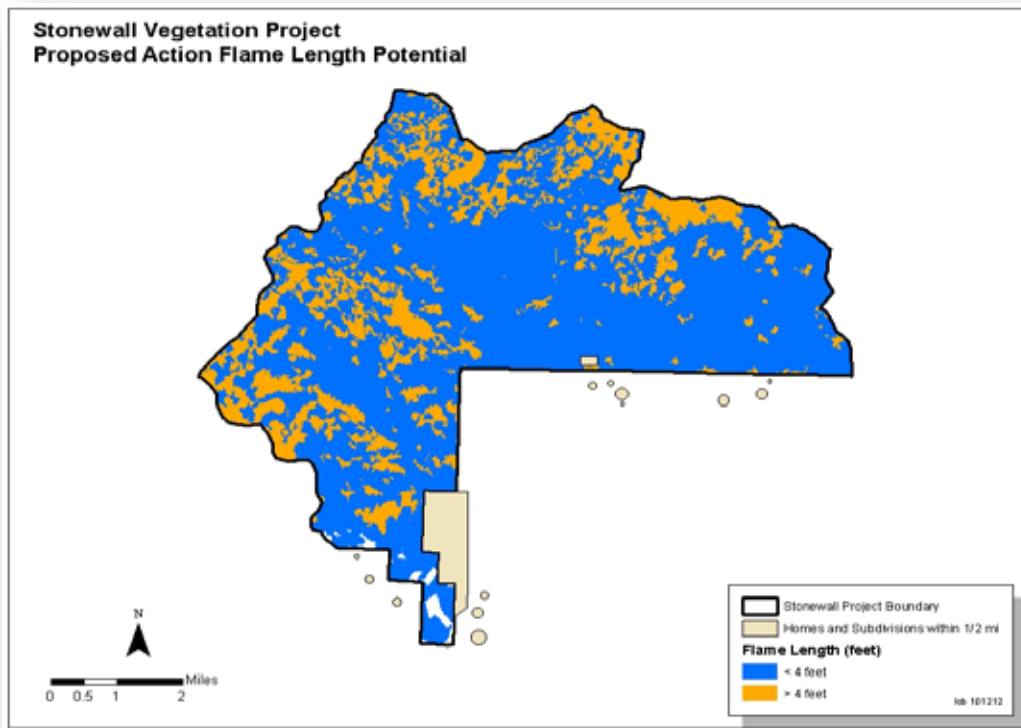 Stonewall Vegetation Project
Proposed Action Flame Length Potential
N
Miles
0 0.5 1 2
Stonewall Project Boundary
Homes and Subdivisions within 1/2 mi
Flame Length (feet)
< 4 feet
> 4 feet
101212